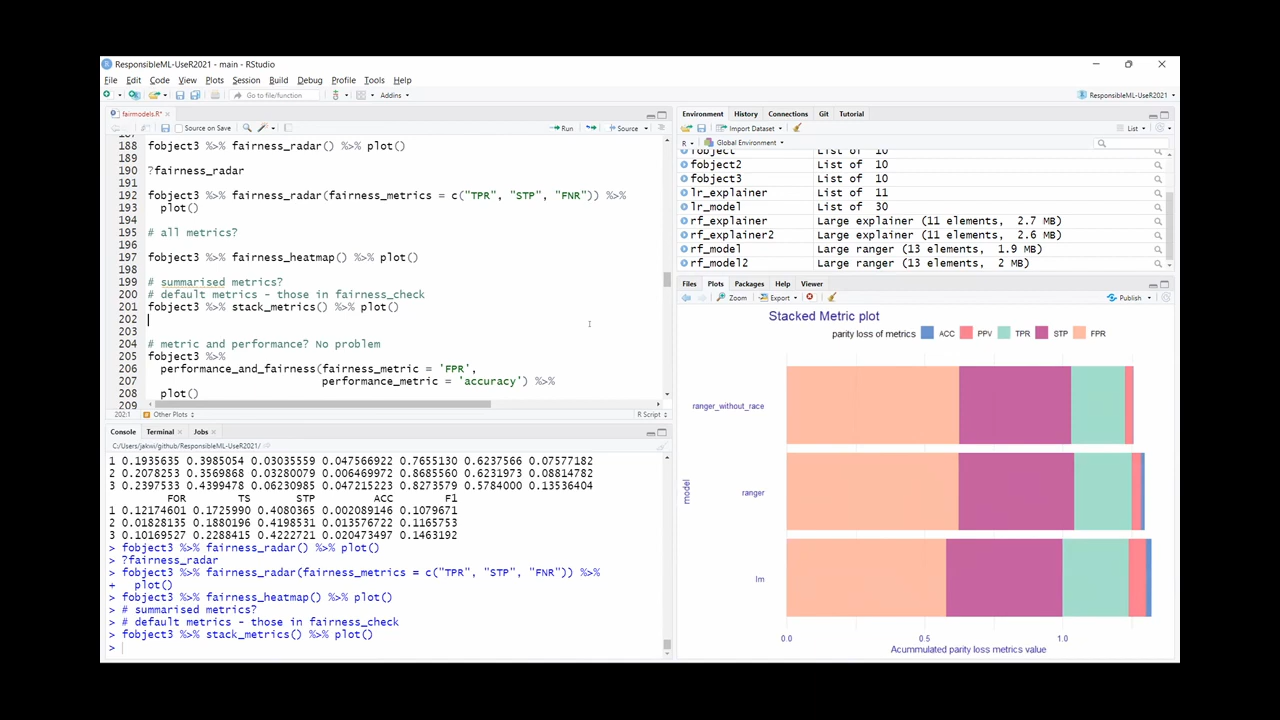 ResponsibleML-UseR2021 - main - RStudio
File Edit Code View Plots Session Build Debug Profile Tools Help
Go to file/function Addins ResponsibleML-UseR2021
fairmodels.R*
Source on Save Run Source
188 fobject3 %>% fairness_radar() %>% plot()
189
190 ?fairness_radar
191
192 fobject3 %>% fairness_radar(fairness_metrics = c("TPR", "STP", "FNR")) %>%
193 plot()
194
195 # all metrics?
196
197 fobject3 %>% fairness_heatmap() %>% plot()
198
199 # summarised metrics?
200 # default metrics - those in fairness_check
201 fobject3 %>% stack_metrics() %>% plot()
202
203
204 # metric and performance? No problem
205 fobject3 %>%
206 performance_and_fairness(fairness_metric = 'FPR',
207 performance_metric = 'accuracy') %>%
208 plot()
209
202:1 Other Plots R Script
Console Terminal Jobs
C:/Users/jakwi/github/ResponsibleML-UseR2021/
1 0.1935635 0.3985054 0.03035559 0.047566922 0.7655130 0.6237566 0.07577182
2 0.2078253 0.3569868 0.03280079 0.006469972 0.8685560 0.6231973 0.08814782
3 0.2397533 0.4399478 0.06230985 0.047215223 0.8273579 0.5784000 0.13536404
FOR TS STP ACC F1
1 0.12174601 0.1725990 0.4080365 0.002089146 0.1079671
2 0.01828135 0.1880196 0.4198531 0.013576722 0.1165753
3 0.10169527 0.2288415 0.4222721 0.020473497 0.1463192
> fobject3 %>% fairness_radar() %>% plot()
> ?fairness_radar
> fobject3 %>% fairness_radar(fairness_metrics = c("TPR", "STP", "FNR")) %>%
+ plot()
> fobject3 %>% fairness_heatmap() %>% plot()
> # summarised metrics?
> # default metrics - those in fairness_check
> fobject3 %>% stack_metrics() %>% plot()
>
Environment History Connections Git Tutorial
Import Dataset List
R Global Environment
fobject List of 10
fobject2 List of 10
fobject3 List of 10
lr_explainer List of 11
lr_model List of 30
rf_explainer Large explainer (11 elements, 2.7 MB)
rf_explainer2 Large explainer (11 elements, 2.6 MB)
rf_model Large ranger (13 elements, 1.9 MB)
rf_model2 Large ranger (13 elements, 2 MB)
Files Plots Packages Help Viewer
Zoom Export Publish
Stacked Metric plot
parity loss of metrics ACC PPV TPR STP FPR
ranger_without_race
ranger
lm
model
0.0 0.5 1.0
Acummulated parity loss metrics value